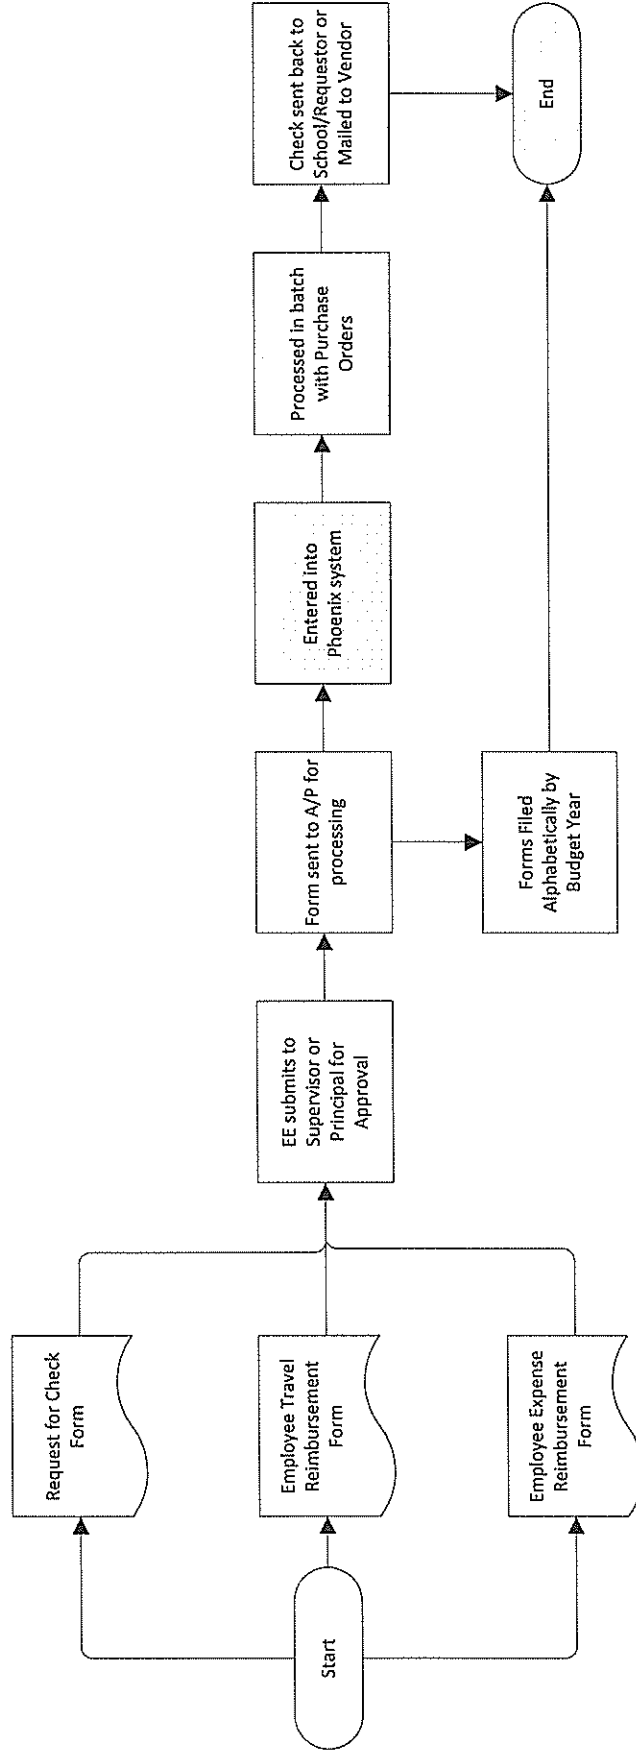 Start
Request for Check
Form
Employee Travel
Reimbursement
Form
Employee Expense
Reimbursement
Form
EE submits to
Supervisor or
Principal for
Approval
Form sent to A/P for
processing
Forms Filed
Alphabetically by
Budget Year
Entered into
Phoenix system
Processed in batch
with Purchase
Orders
Check sent back to
School/Requestor or
Mailed to Vendor
End